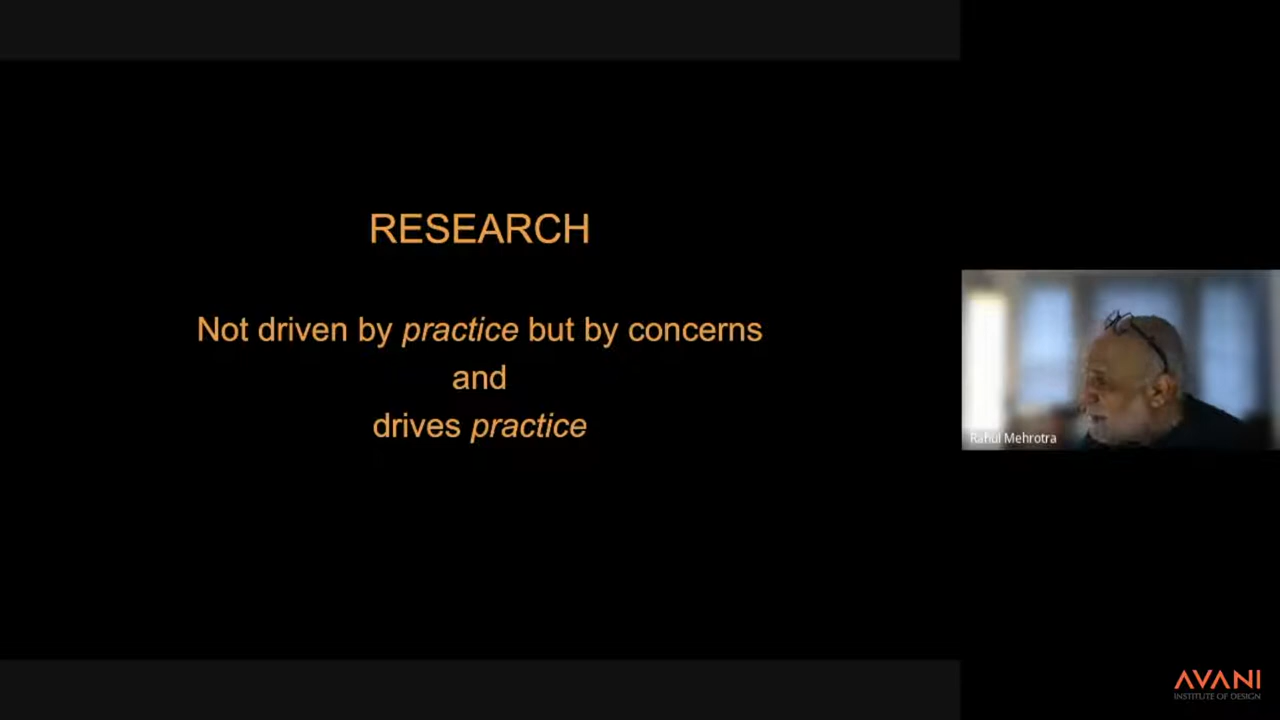 RESEARCH
Not driven by practice but by concerns
and
drives practice
Rahul Mehrotra
AVANI
INSTITUTE OF DESIGN